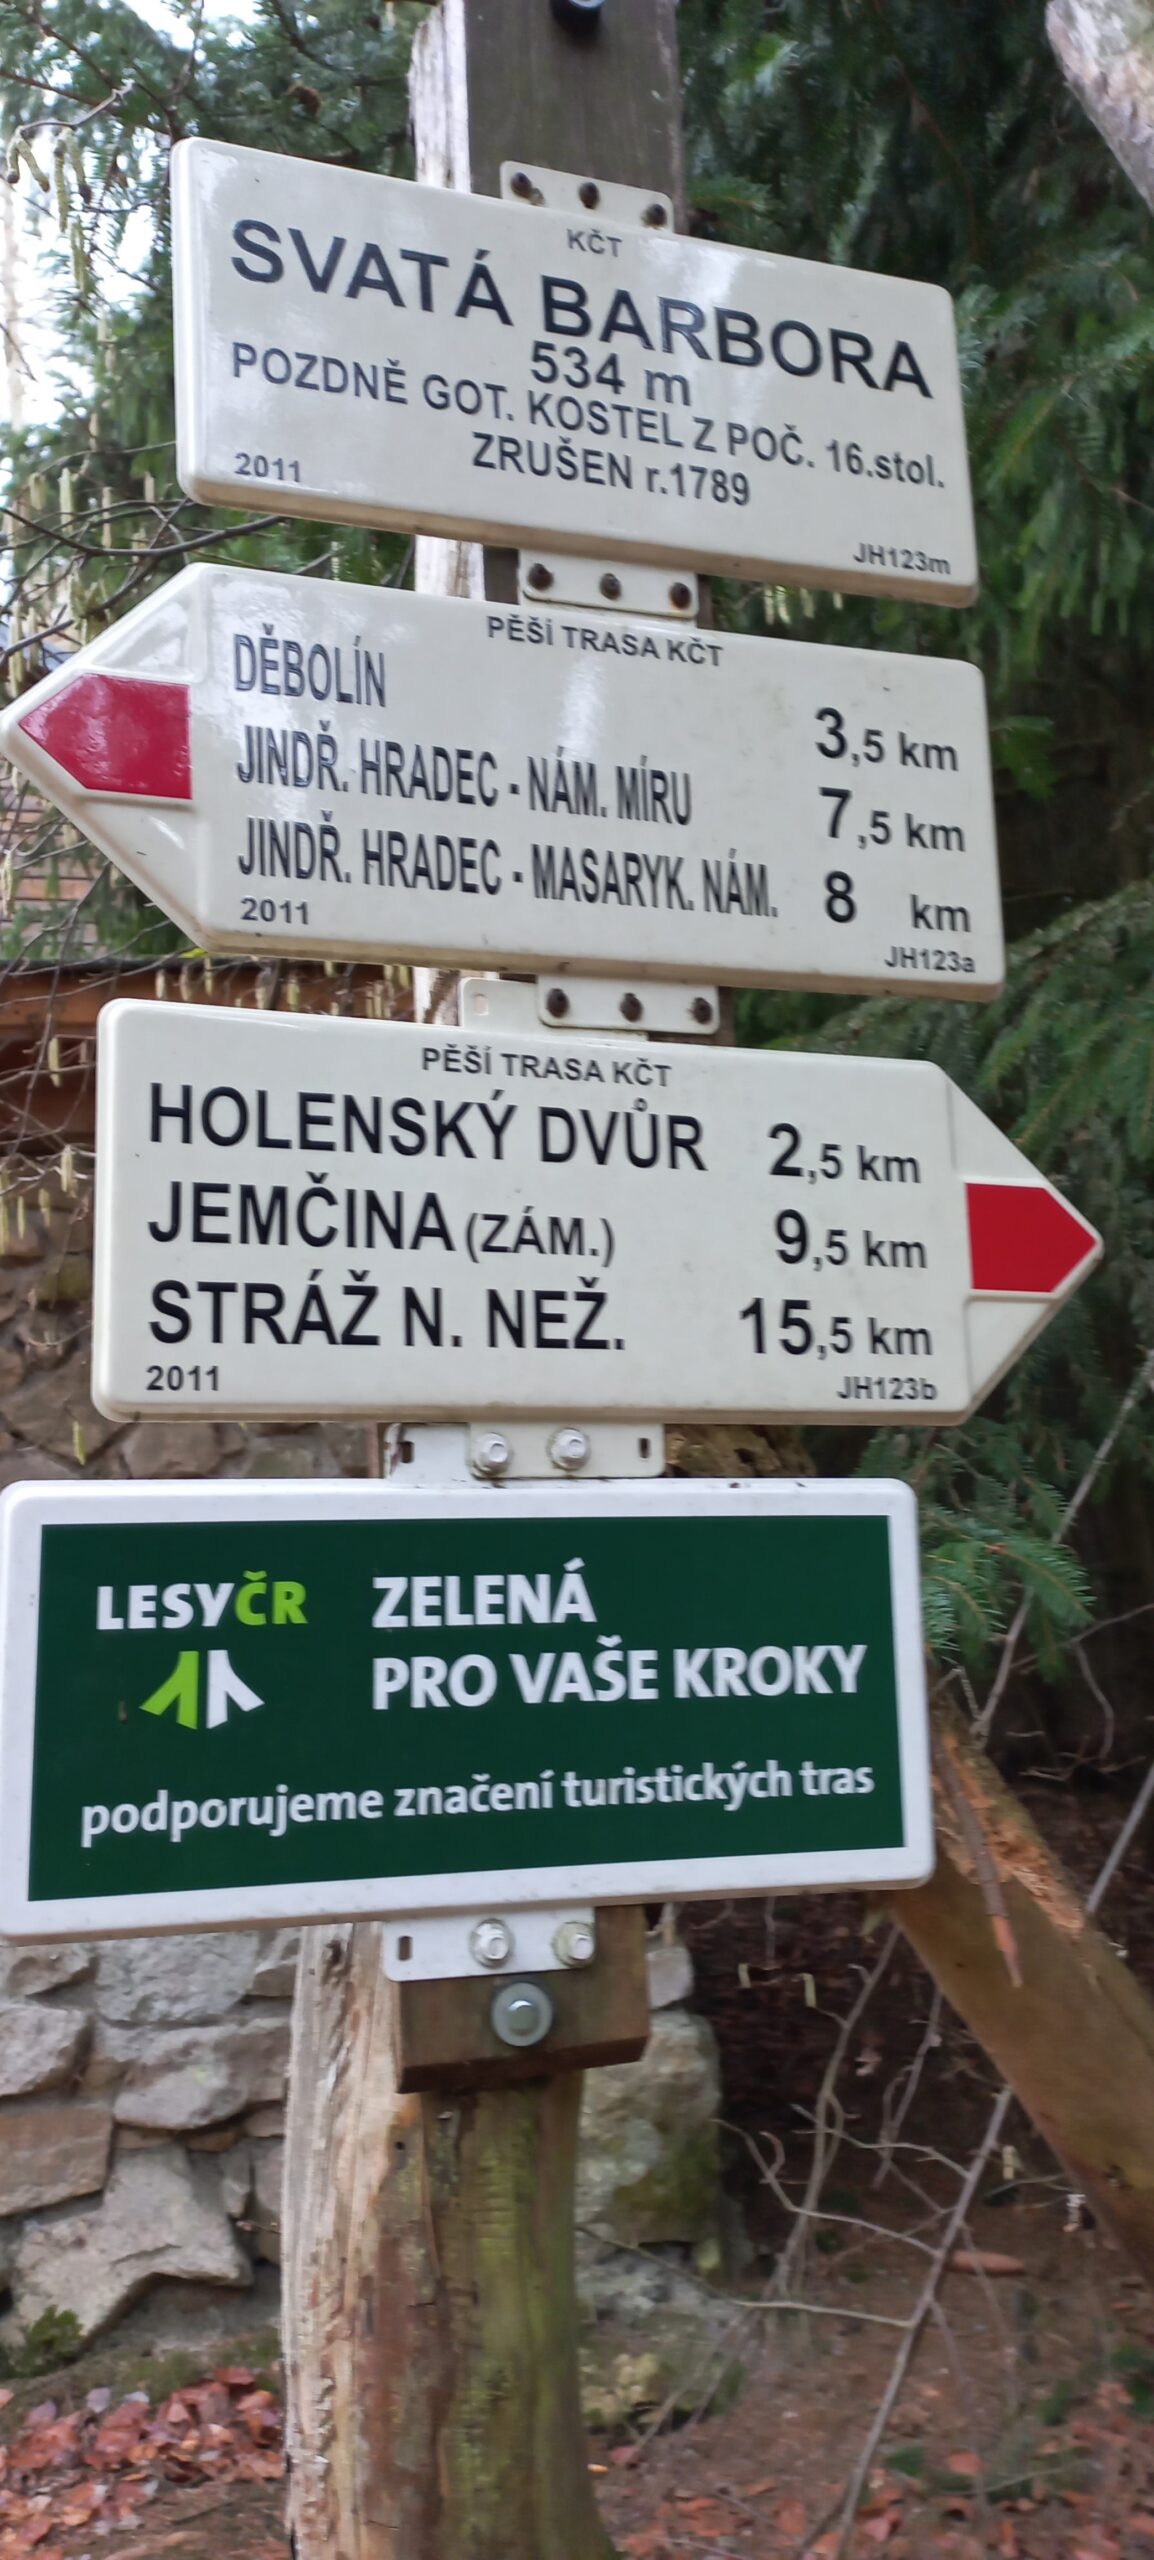 KČT
SVATÁ BARBORA
534 m
POZDNĚ GOT. KOSTEL Z POČ. 16.stol.
ZRUŠEN r.1789
2011
JH123m
PĚŠÍ TRASA KČT
DĚBOLÍN 3,5 km
JINDŘ. HRADEC - NÁM. MÍRU 7,5 km
JINDŘ. HRADEC - MASARYK. NÁM. 8 km
2011
JH123a
PĚŠÍ TRASA KČT
HOLENSKÝ DVŮR 2,5 km
JEMČINA (ZÁM.) 9,5 km
STRÁŽ N. NEŽ. 15,5 km
2011
JH123b
LESYČR
ZELENÁ
PRO VAŠE KROKY
podporujeme značení turistických tras